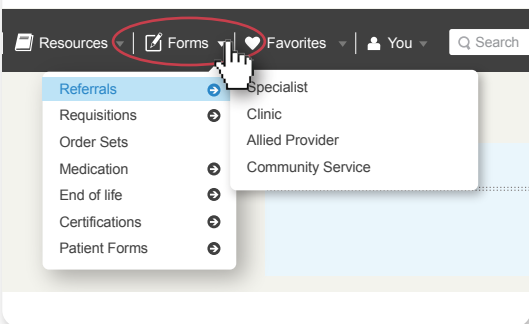 Resources Forms Favorites You Search
Referrals
Requisitions
Order Sets
Medication
End of life
Certifications
Patient Forms
Specialist
Clinic
Allied Provider
Community Service